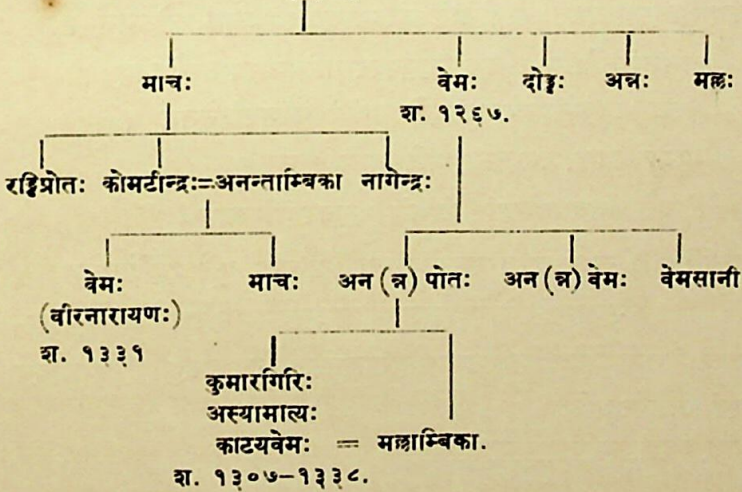 माचः वेमः दोड्डः अन्नः मल्लः
श. १२६७.
रड्डिप्रोतः कोमटीन्द्रः=अनन्ताम्बिका नागेन्द्रः
वेमः माचः अन (न्न) पोतः अन (न्न) वेमः वेमसानी
(वीरनारायणः)
श. १३३१
कुमारगिरिः
अस्यामात्यः
काटयवेमः = मल्लाम्बिका.
श. १३०७–१३३८.